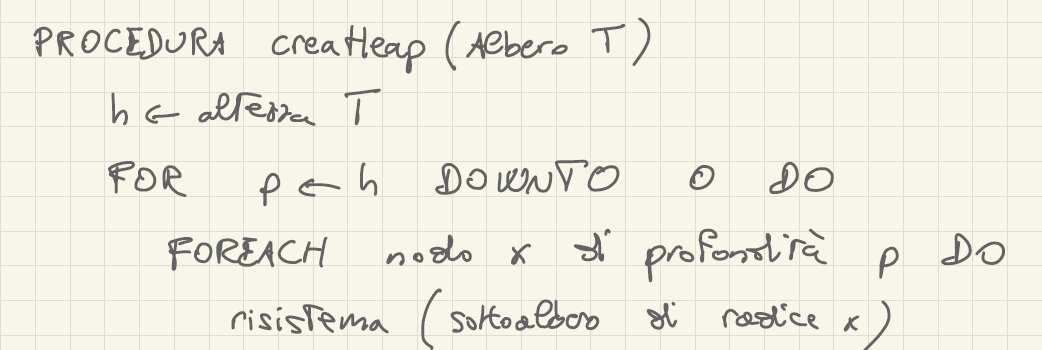 PROCEDURA creaHeap (Albero T)
h ← altezza T
FOR p ← h DOWNTO 0 DO
FOREACH nodo x di profondità p DO
risistema (sottoalbero di radice x)